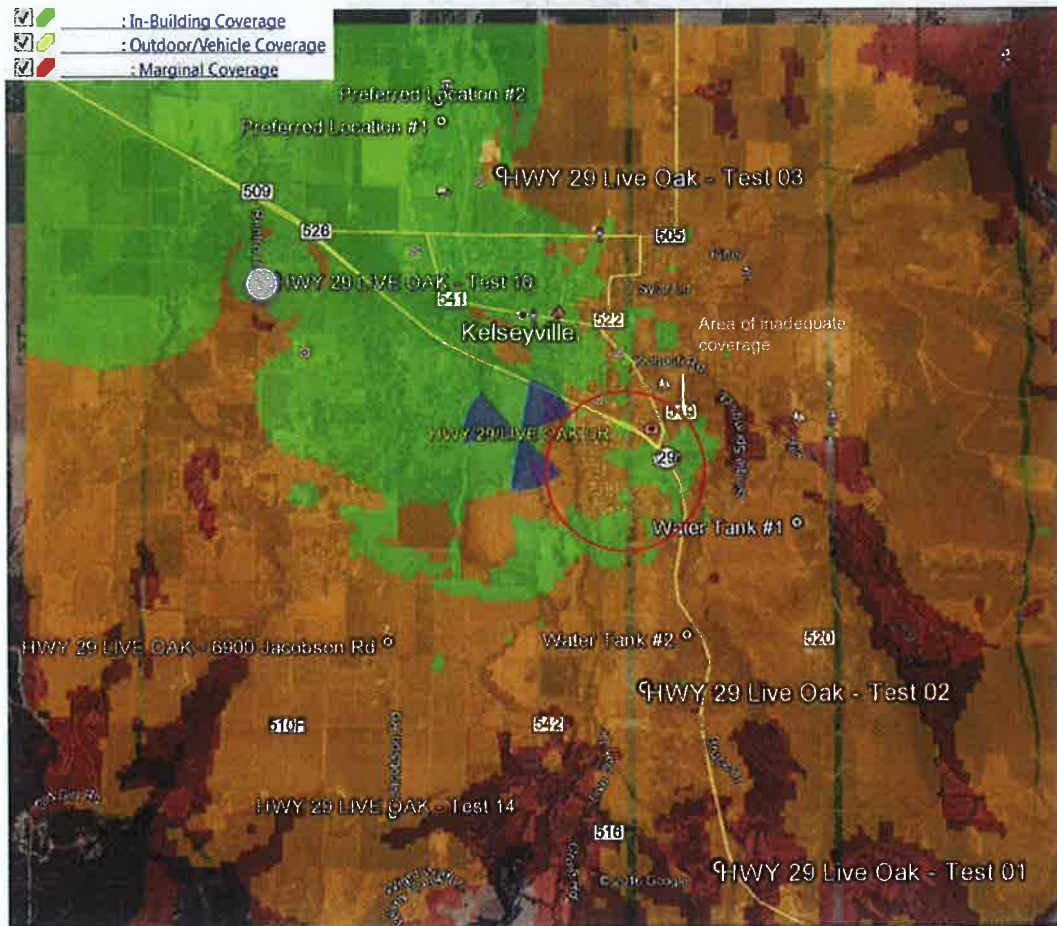 : In-Building Coverage
: Outdoor/Vehicle Coverage
: Marginal Coverage
Preferred Location #2
Preferred Location #1
HWY 29 Live Oak - Test 03
509
526
505
HWY 29 LIVE OAK - Test 10
541
522
Kelseyville
Area of inadequate
coverage
HWY 29/LIVE OAK DR
29
Water Tank #1
HWY 29 LIVE OAK - 6900 Jacobson Rd
Water Tank #2
520
HWY 29 Live Oak - Test 02
510H
542
HWY 29 LIVE OAK - Test 14
516
HWY 29 Live Oak - Test 01
© 2016 Google